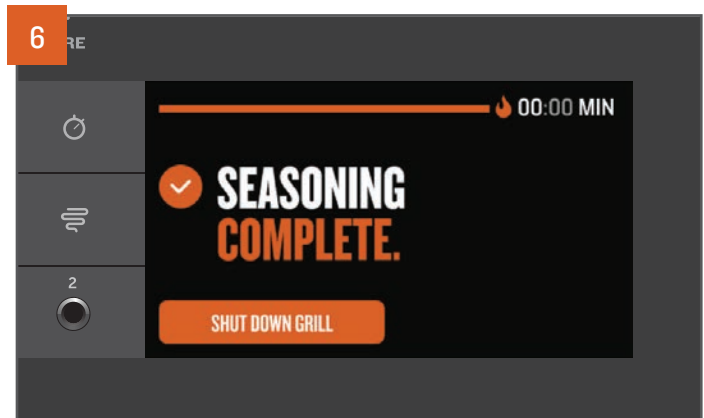 6
RE
00:00 MIN
SEASONING
COMPLETE.
2
SHUT DOWN GRILL